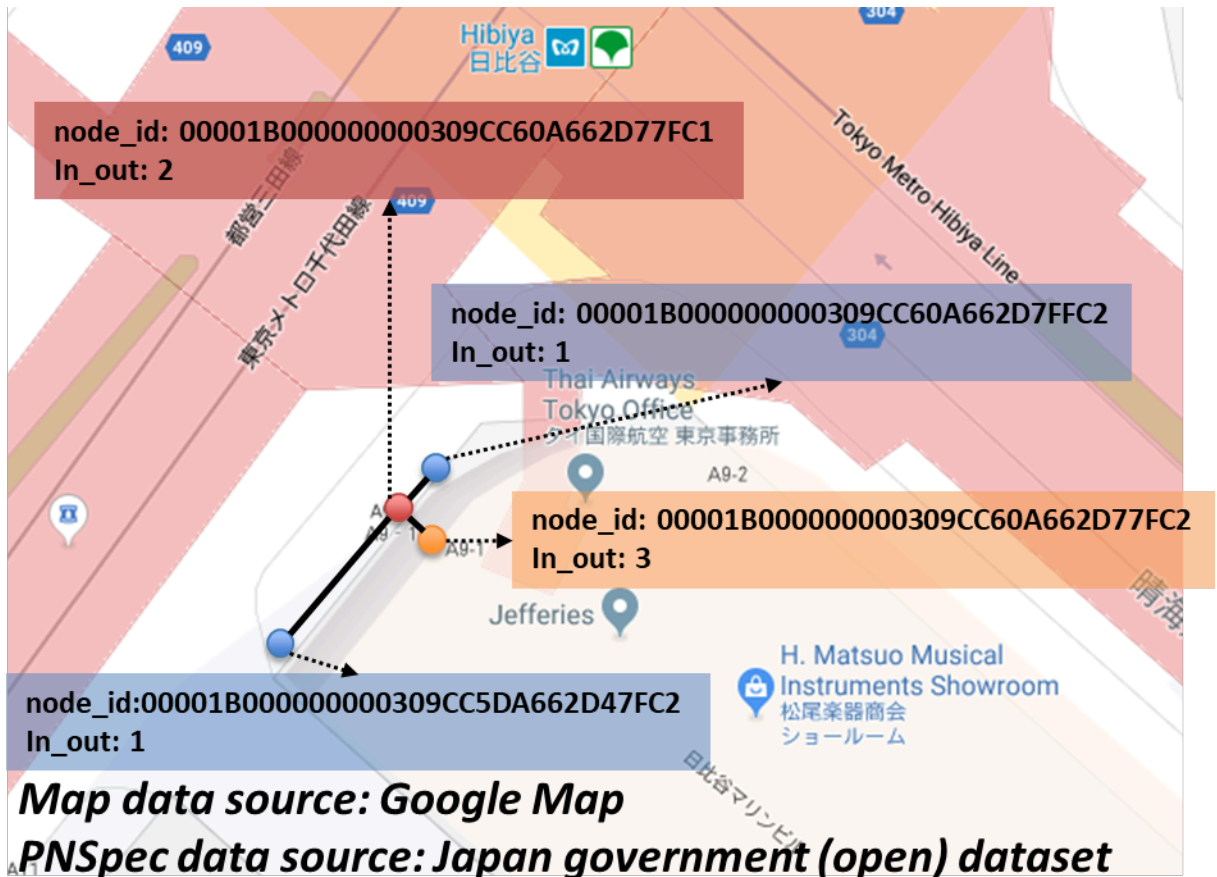 304
409
Hibiya
日比谷
node_id: 00001B000000000309CC60A662D77FC1
In_out: 2
409
都営三田線
東京メトロ千代田線
Tokyo Metro Hibiya Line
node_id: 00001B000000000309CC60A662D7FFC2
In_out: 1
304
Thai Airways
Tokyo Office
タイ国際航空 東京事務所
A9-2
A9-1
node_id: 00001B000000000309CC60A662D77FC2
In_out: 3
Jefferies
晴海
H. Matsuo Musical
Instruments Showroom
松尾楽器商会
ショールーム
node_id:00001B000000000309CC5DA662D47FC2
In_out: 1
日比谷マリンビル
Map data source: Google Map
PNSpec data source: Japan government (open) dataset
A11